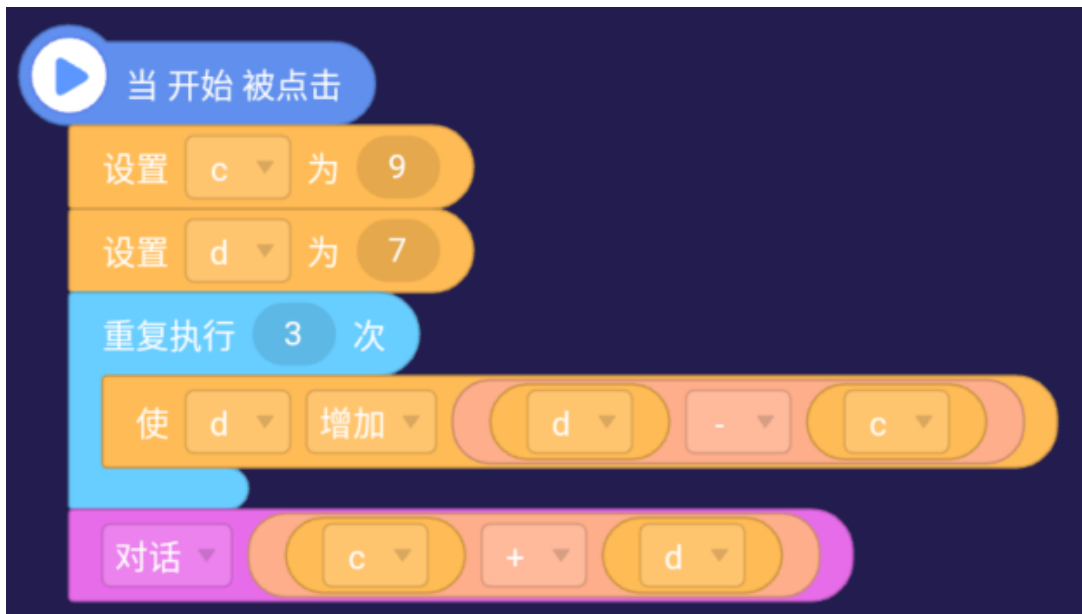 当 开始 被点击
设置 c 为 9
设置 d 为 7
重复执行 3 次
使 d 增加 d - c
对话 c + d